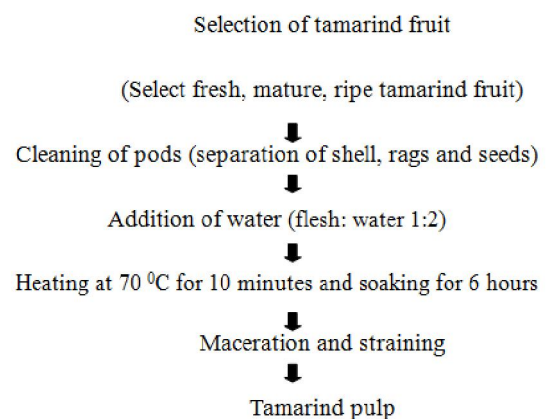 Selection of tamarind fruit
(Select fresh, mature, ripe tamarind fruit)
Cleaning of pods (separation of shell, rags and seeds)
Addition of water (flesh: water 1:2)
Heating at 70 ⁰C for 10 minutes and soaking for 6 hours
Maceration and straining
Tamarind pulp